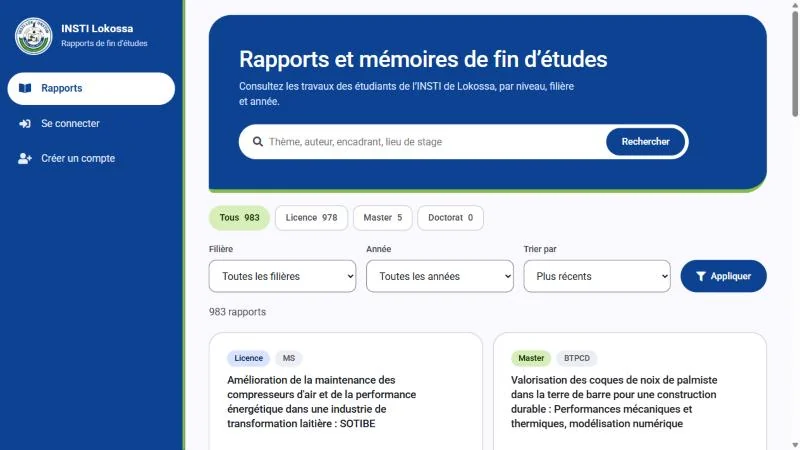 INSTI Lokossa
Rapports de fin d'études
Rapports
Se connecter
Créer un compte
Rapports et mémoires de fin d'études
Consultez les travaux des étudiants de l'INSTI de Lokossa, par niveau, filière
et année.
Thème, auteur, encadrant, lieu de stage
Rechercher
Tous 983
Licence 978
Master 5
Doctorat 0
Filière
Année
Trier par
Toutes les filières
Toutes les années
Plus récents
Appliquer
983 rapports
Licence
MS
Amélioration de la maintenance des
compresseurs d'air et de la performance
énergétique dans une industrie de
transformation laitière : SOTIBE
Master
BTPCD
Valorisation des coques de noix de palmiste
dans la terre de barre pour une construction
durable : Performances mécaniques et
thermiques, modélisation numérique